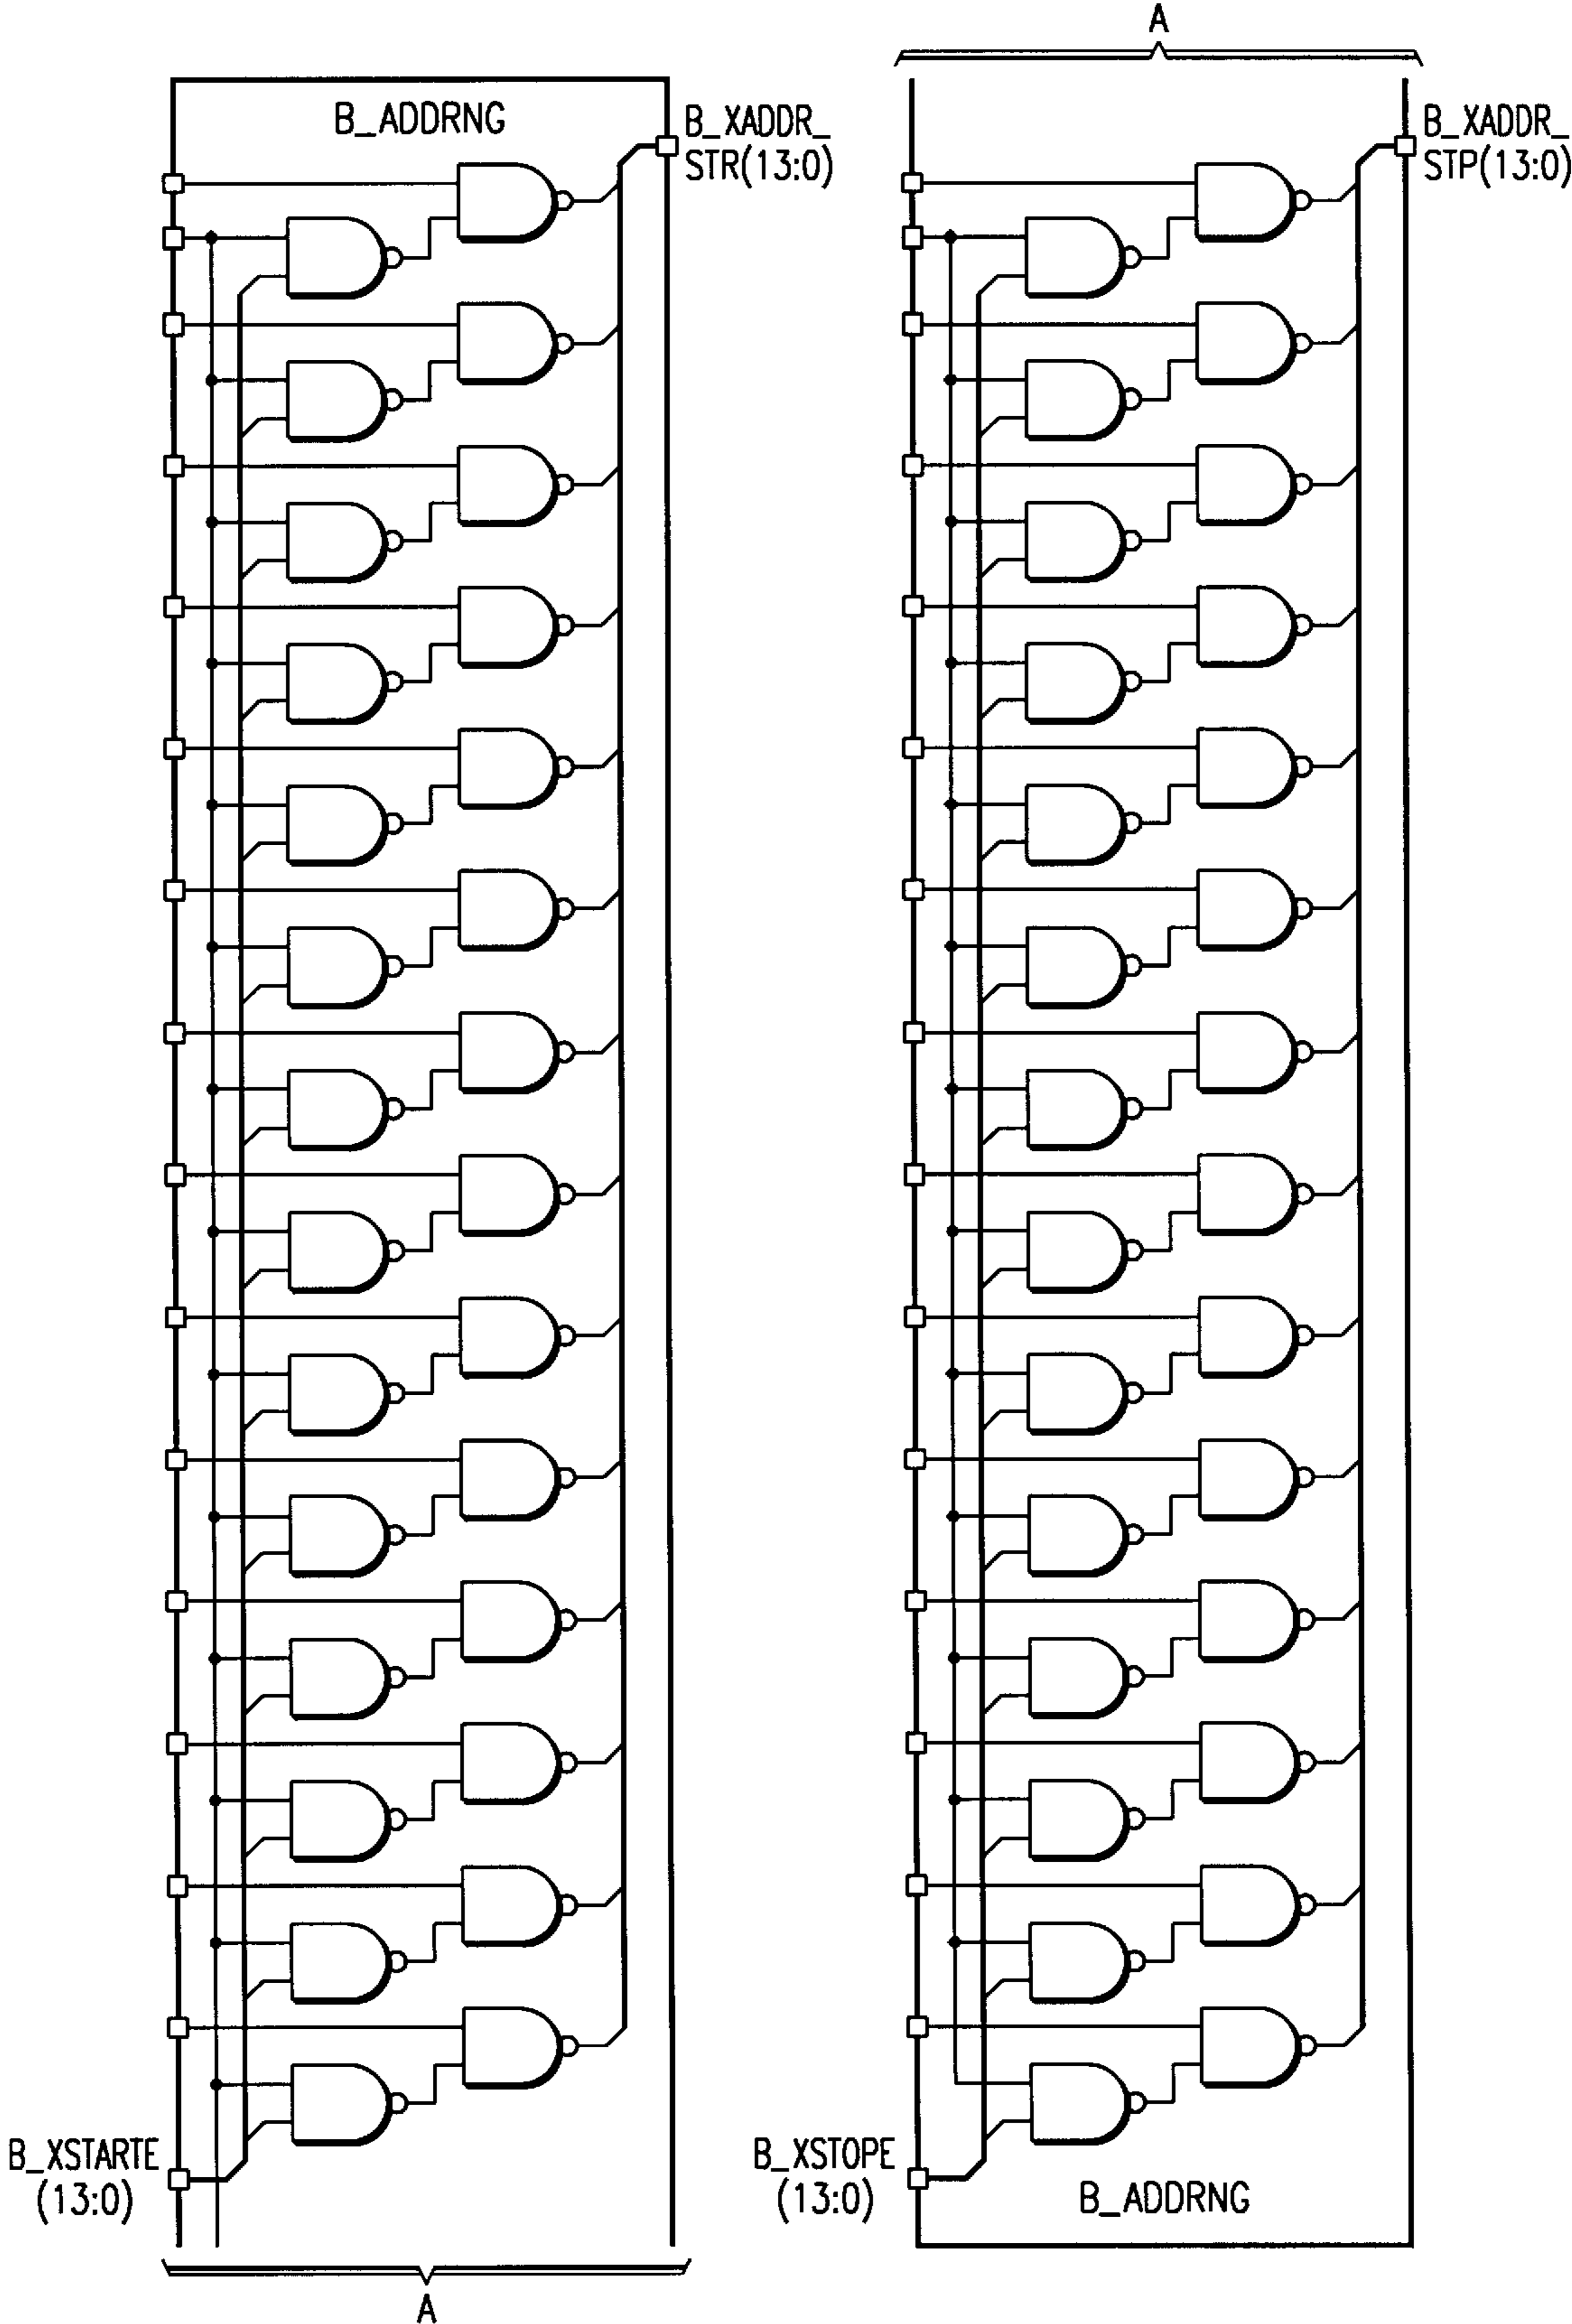 A
B_ADDRNG
B_XADDR_
STR(13:0)
B_XADDR_
STP(13:0)
B_XSTARTE
(13:0)
B_XSTOPE
(13:0)
B_ADDRNG
A